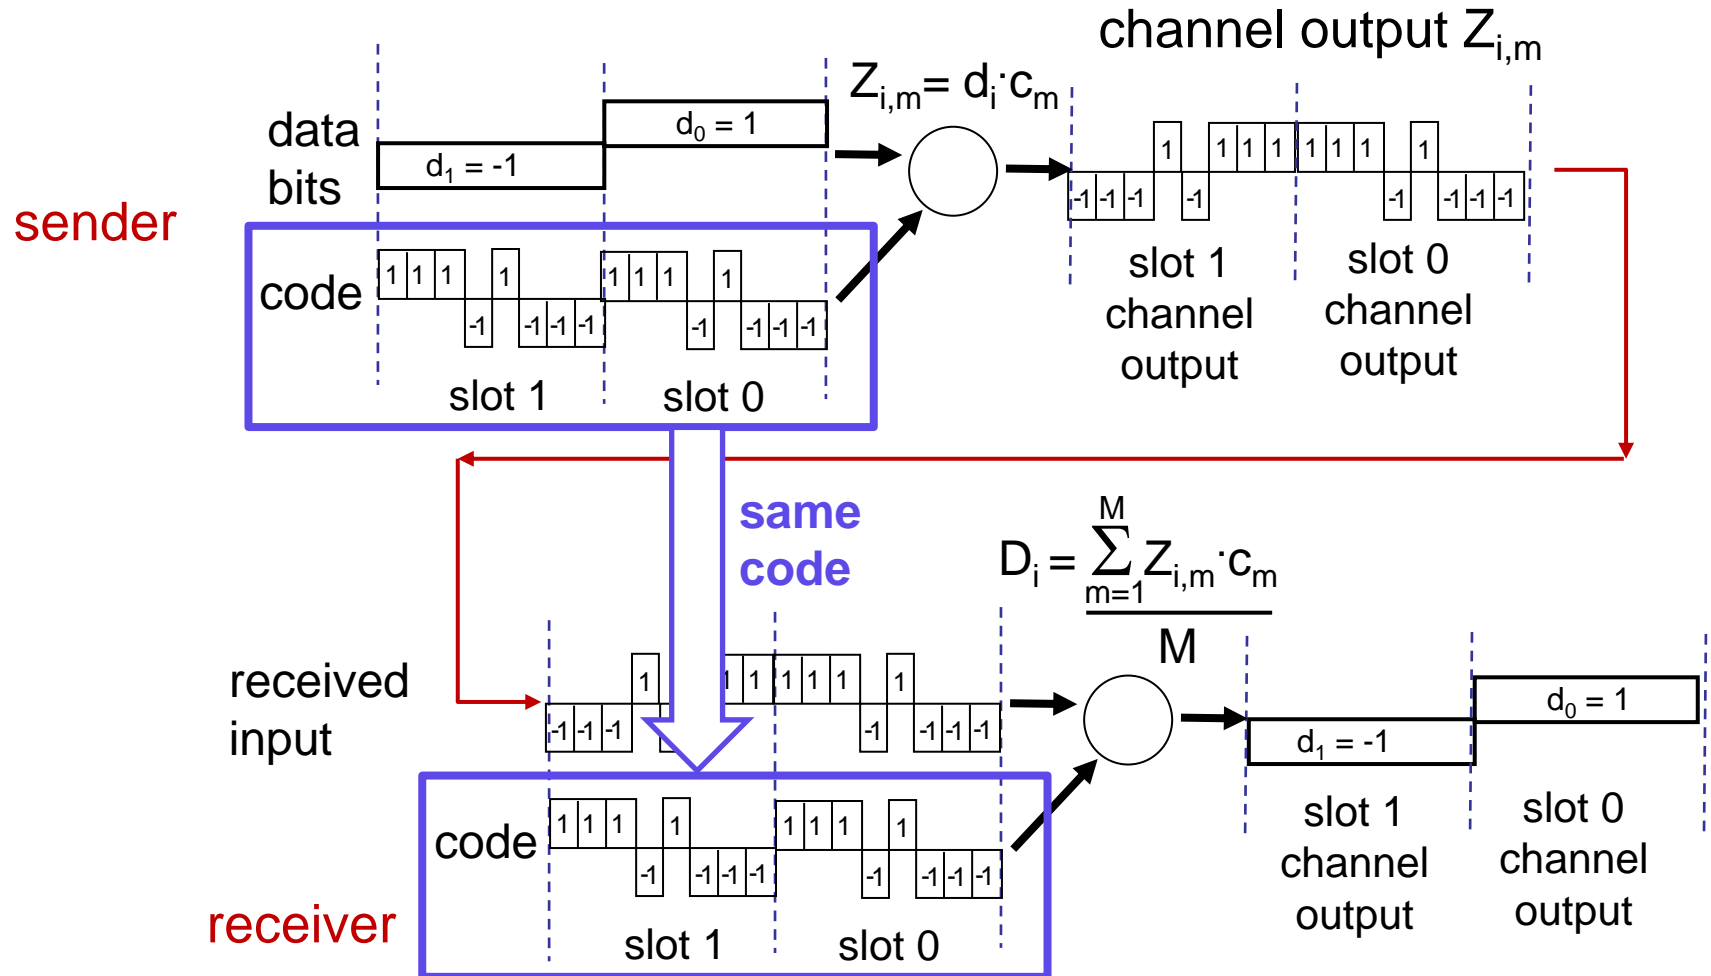 channel output Z_i,m
Z_i,m= d_i·c_m
data
bits
d_0 = 1
d_1 = -1
1 1 1 -1 1 -1 -1 -1 1 1 1 -1 1 -1 -1 -1
code
slot 1
slot 0
sender
-1 -1 -1 1 -1 1 1 1 1 1 1 -1 1 -1 -1 -1
slot 1
channel
output
slot 0
channel
output
same
code
D_i = Σ_m=1^M Z_i,m·c_m
M
received
input
-1 -1 -1 1 1 1 1 1 1 -1 1 -1 -1 -1
code
1 1 1 -1 1 -1 -1 -1 1 1 1 -1 1 -1 -1 -1
slot 1
slot 0
receiver
d_0 = 1
d_1 = -1
slot 1
channel
output
slot 0
channel
output